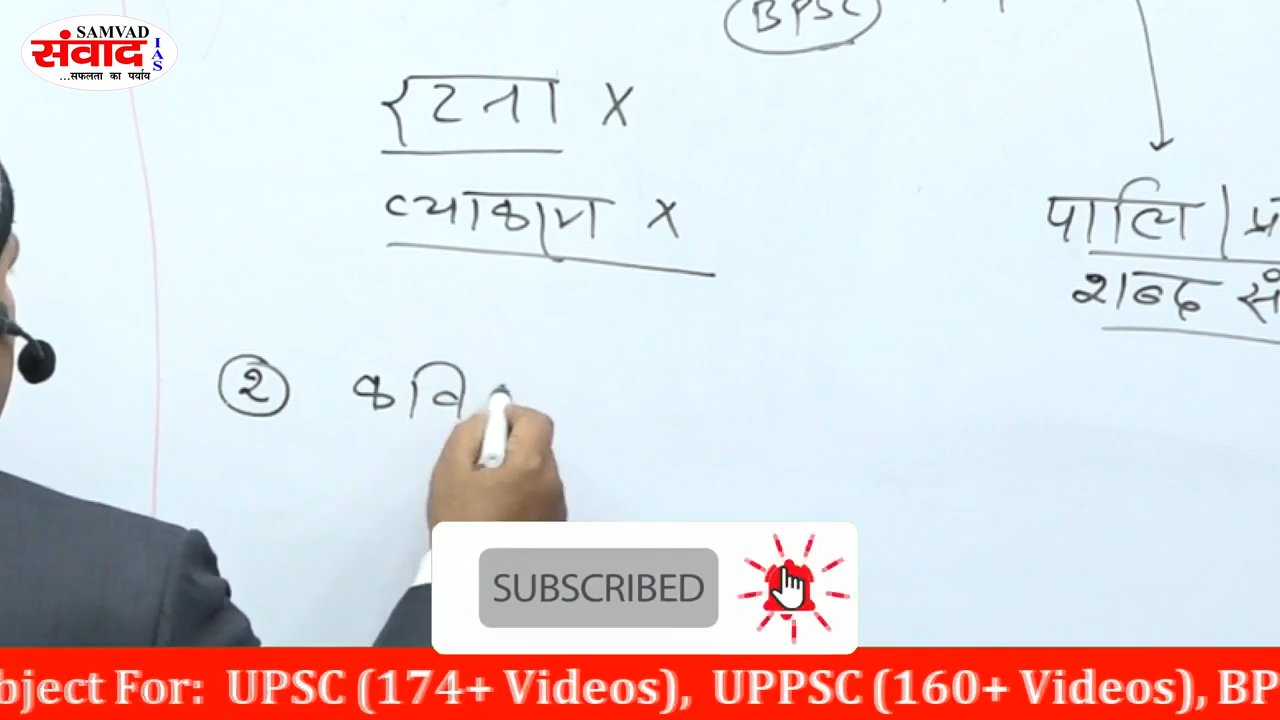 SAMVAD
संवाद
IAS
...सफलता का पर्याय
BPSC
रटना X
व्याकरण X
पालि | प्र
शब्द सं
२ कवि
SUBSCRIBED
bject For: UPSC (174+ Videos), UPPSC (160+ Videos), BP